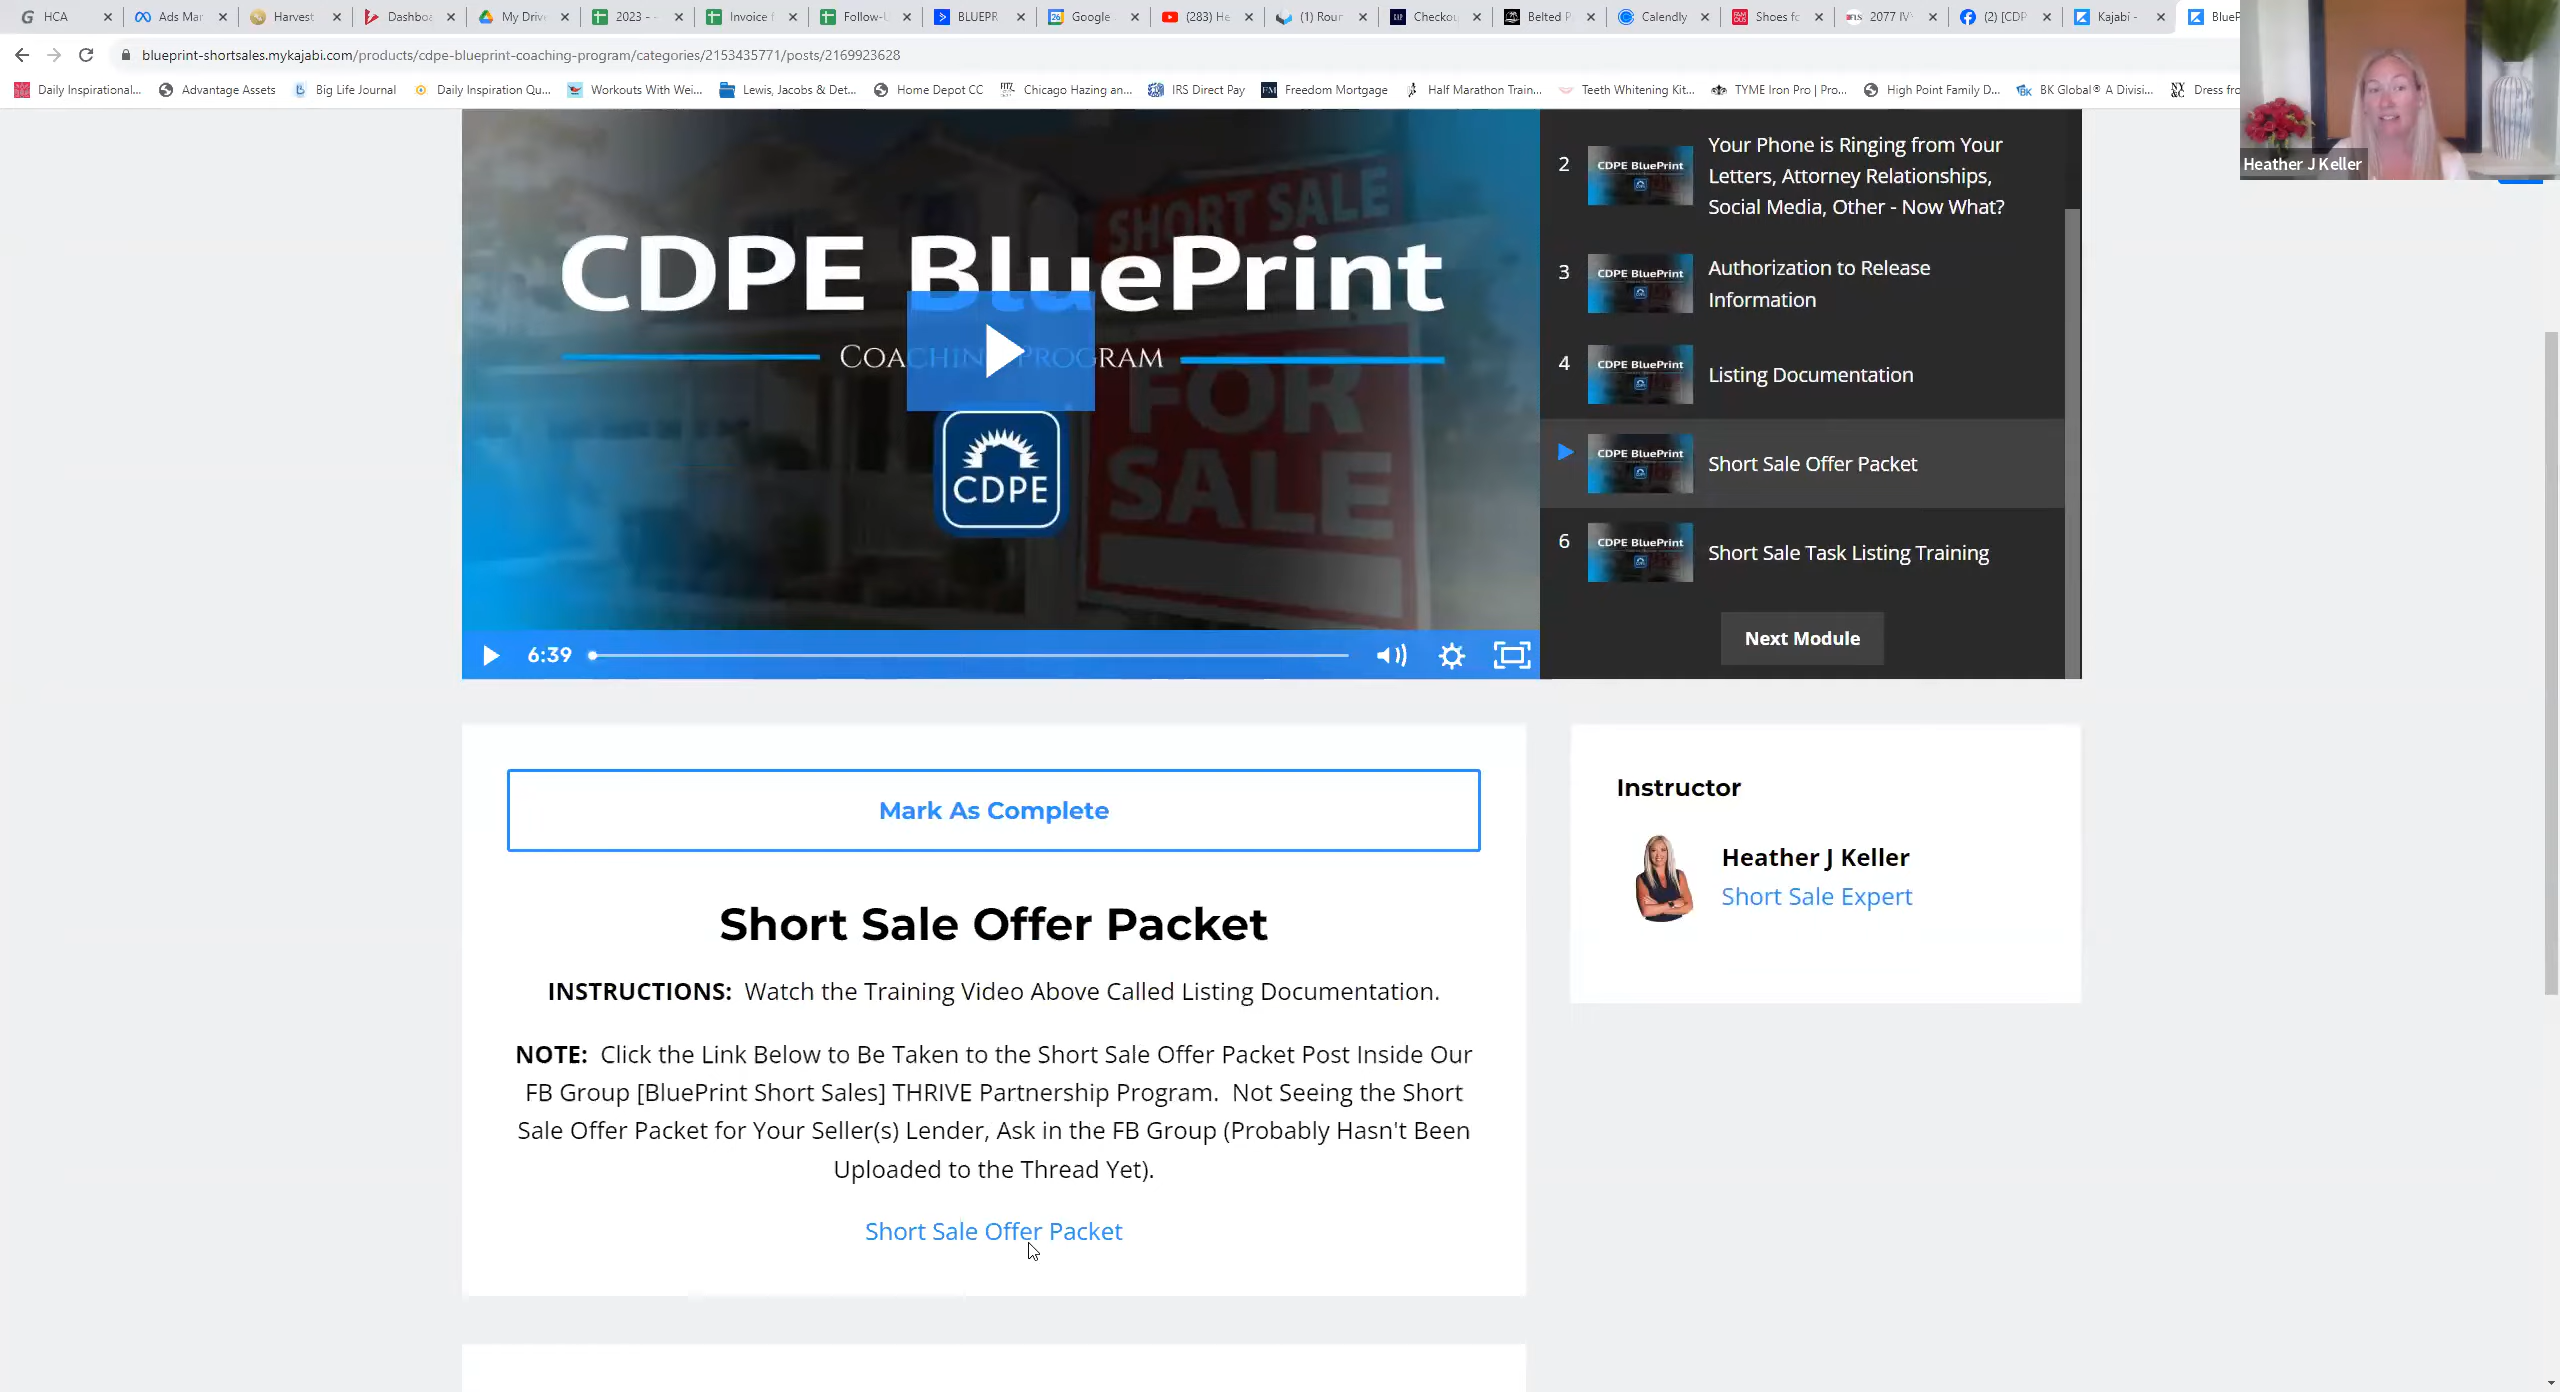 HCA
Ads Mar
Harvest
Dashboa
My Drive
2023 -
Invoice f
Follow-U
BLUEPR
Google
(283) He
(1) Rour
Checkou
Belted P
Calendly
Shoes fo
2077 IV
(2) [CDP
Kajabi -
BlueP
blueprint-shortsales.mykajabi.com/products/cdpe-blueprint-coaching-program/categories/2153435771/posts/2169923628
Daily Inspirational...
Advantage Assets
Big Life Journal
Daily Inspiration Qu...
Workouts With Wei...
Lewis, Jacobs & Det...
Home Depot CC
Chicago Hazing an...
IRS Direct Pay
Freedom Mortgage
Half Marathon Train...
Teeth Whitening Kit...
TYME Iron Pro | Pro...
High Point Family D...
BK Global® A Divisi...
Dress fro
Heather J Keller
SHORT SALE
CDPE BluePrint
COACHING PROGRAM
FOR
SALE
CDPE
6:39
2
CDPE BluePrint
Your Phone is Ringing from Your
Letters, Attorney Relationships,
Social Media, Other - Now What?
3
CDPE BluePrint
Authorization to Release
Information
4
CDPE BluePrint
Listing Documentation
CDPE BluePrint
Short Sale Offer Packet
6
CDPE BluePrint
Short Sale Task Listing Training
Next Module
Mark As Complete
Short Sale Offer Packet
INSTRUCTIONS: Watch the Training Video Above Called Listing Documentation.
NOTE: Click the Link Below to Be Taken to the Short Sale Offer Packet Post Inside Our
FB Group [BluePrint Short Sales] THRIVE Partnership Program. Not Seeing the Short
Sale Offer Packet for Your Seller(s) Lender, Ask in the FB Group (Probably Hasn't Been
Uploaded to the Thread Yet).
Short Sale Offer Packet
Instructor
Heather J Keller
Short Sale Expert